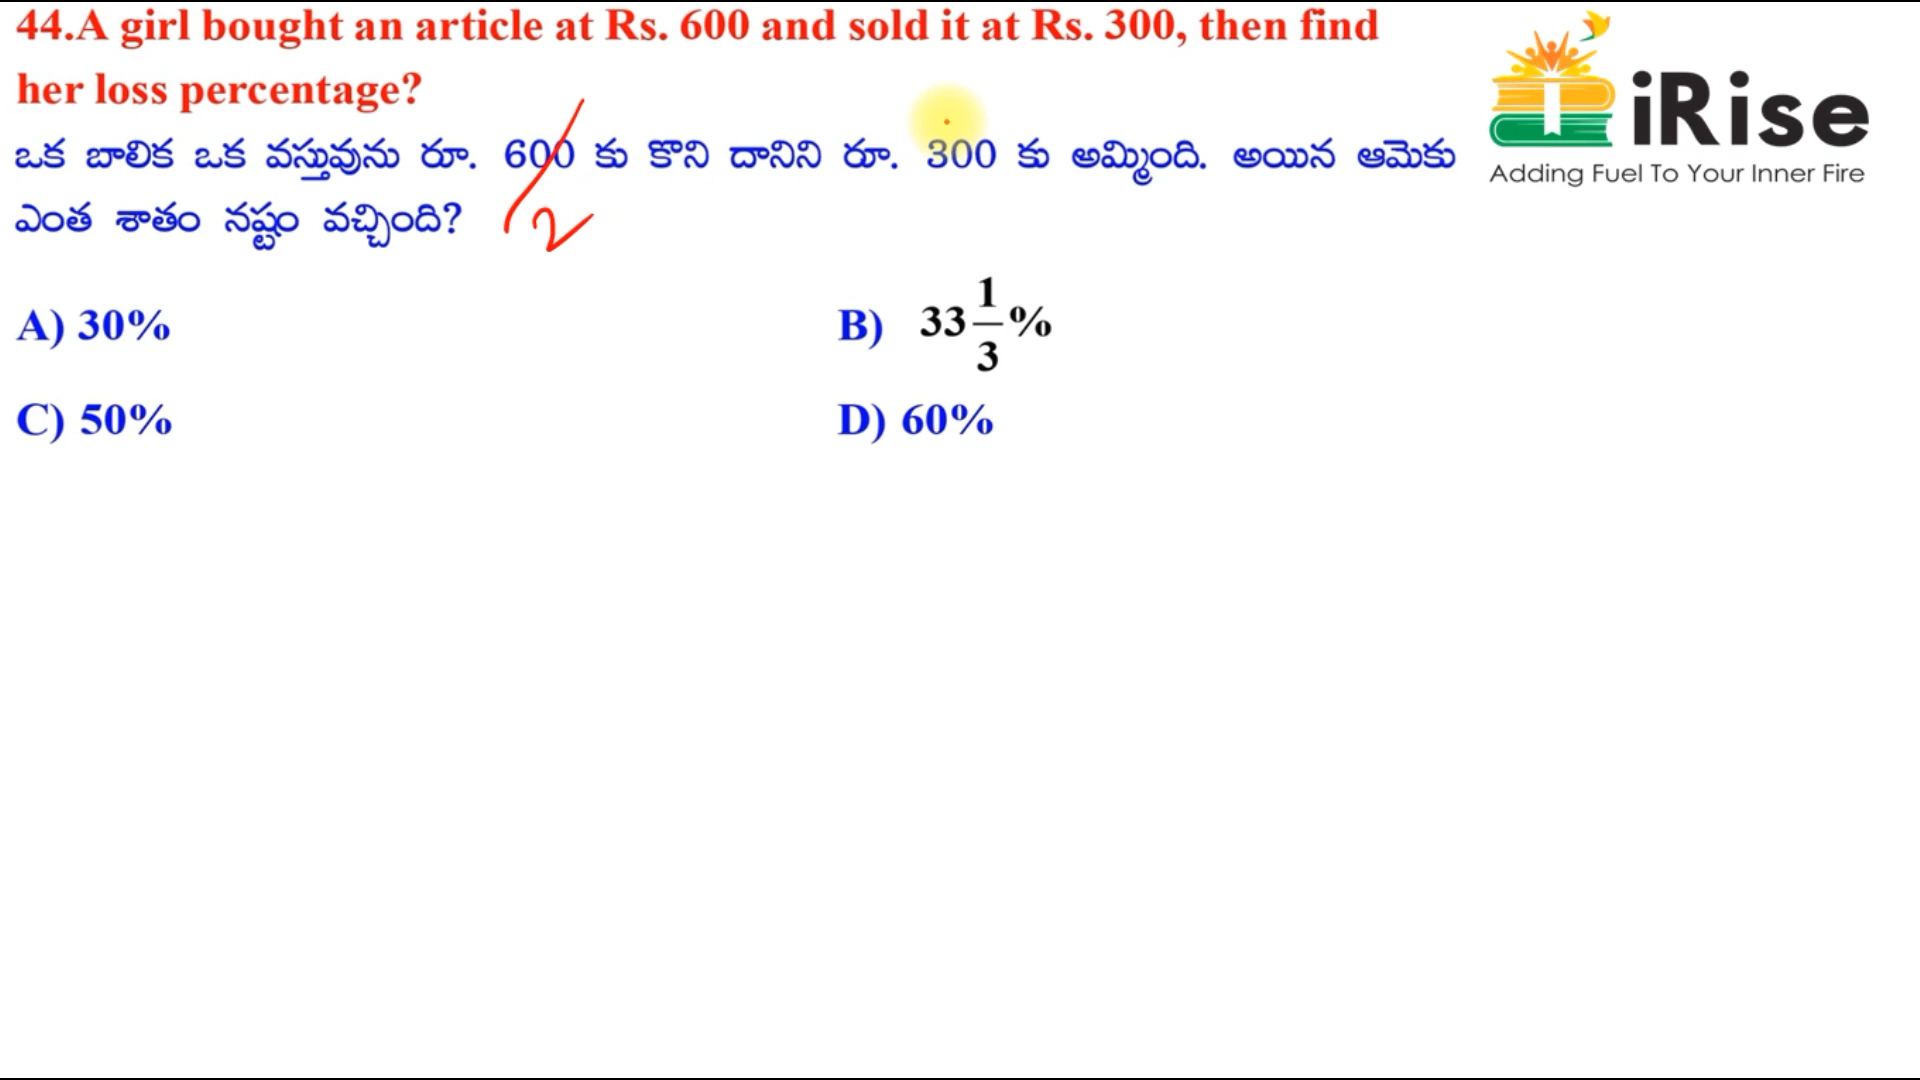 44.A girl bought an article at Rs. 600 and sold it at Rs. 300, then find
her loss percentage?
ఒక బాలిక ఒక వస్తువును రూ. 600 కు కొని దానిని రూ. 300 కు అమ్మింది. అయిన ఆమెకు
ఎంత శాతం నష్టం వచ్చింది?
2
A) 30%
B) 33 1/3 %
C) 50%
D) 60%
iRise
Adding Fuel To Your Inner Fire